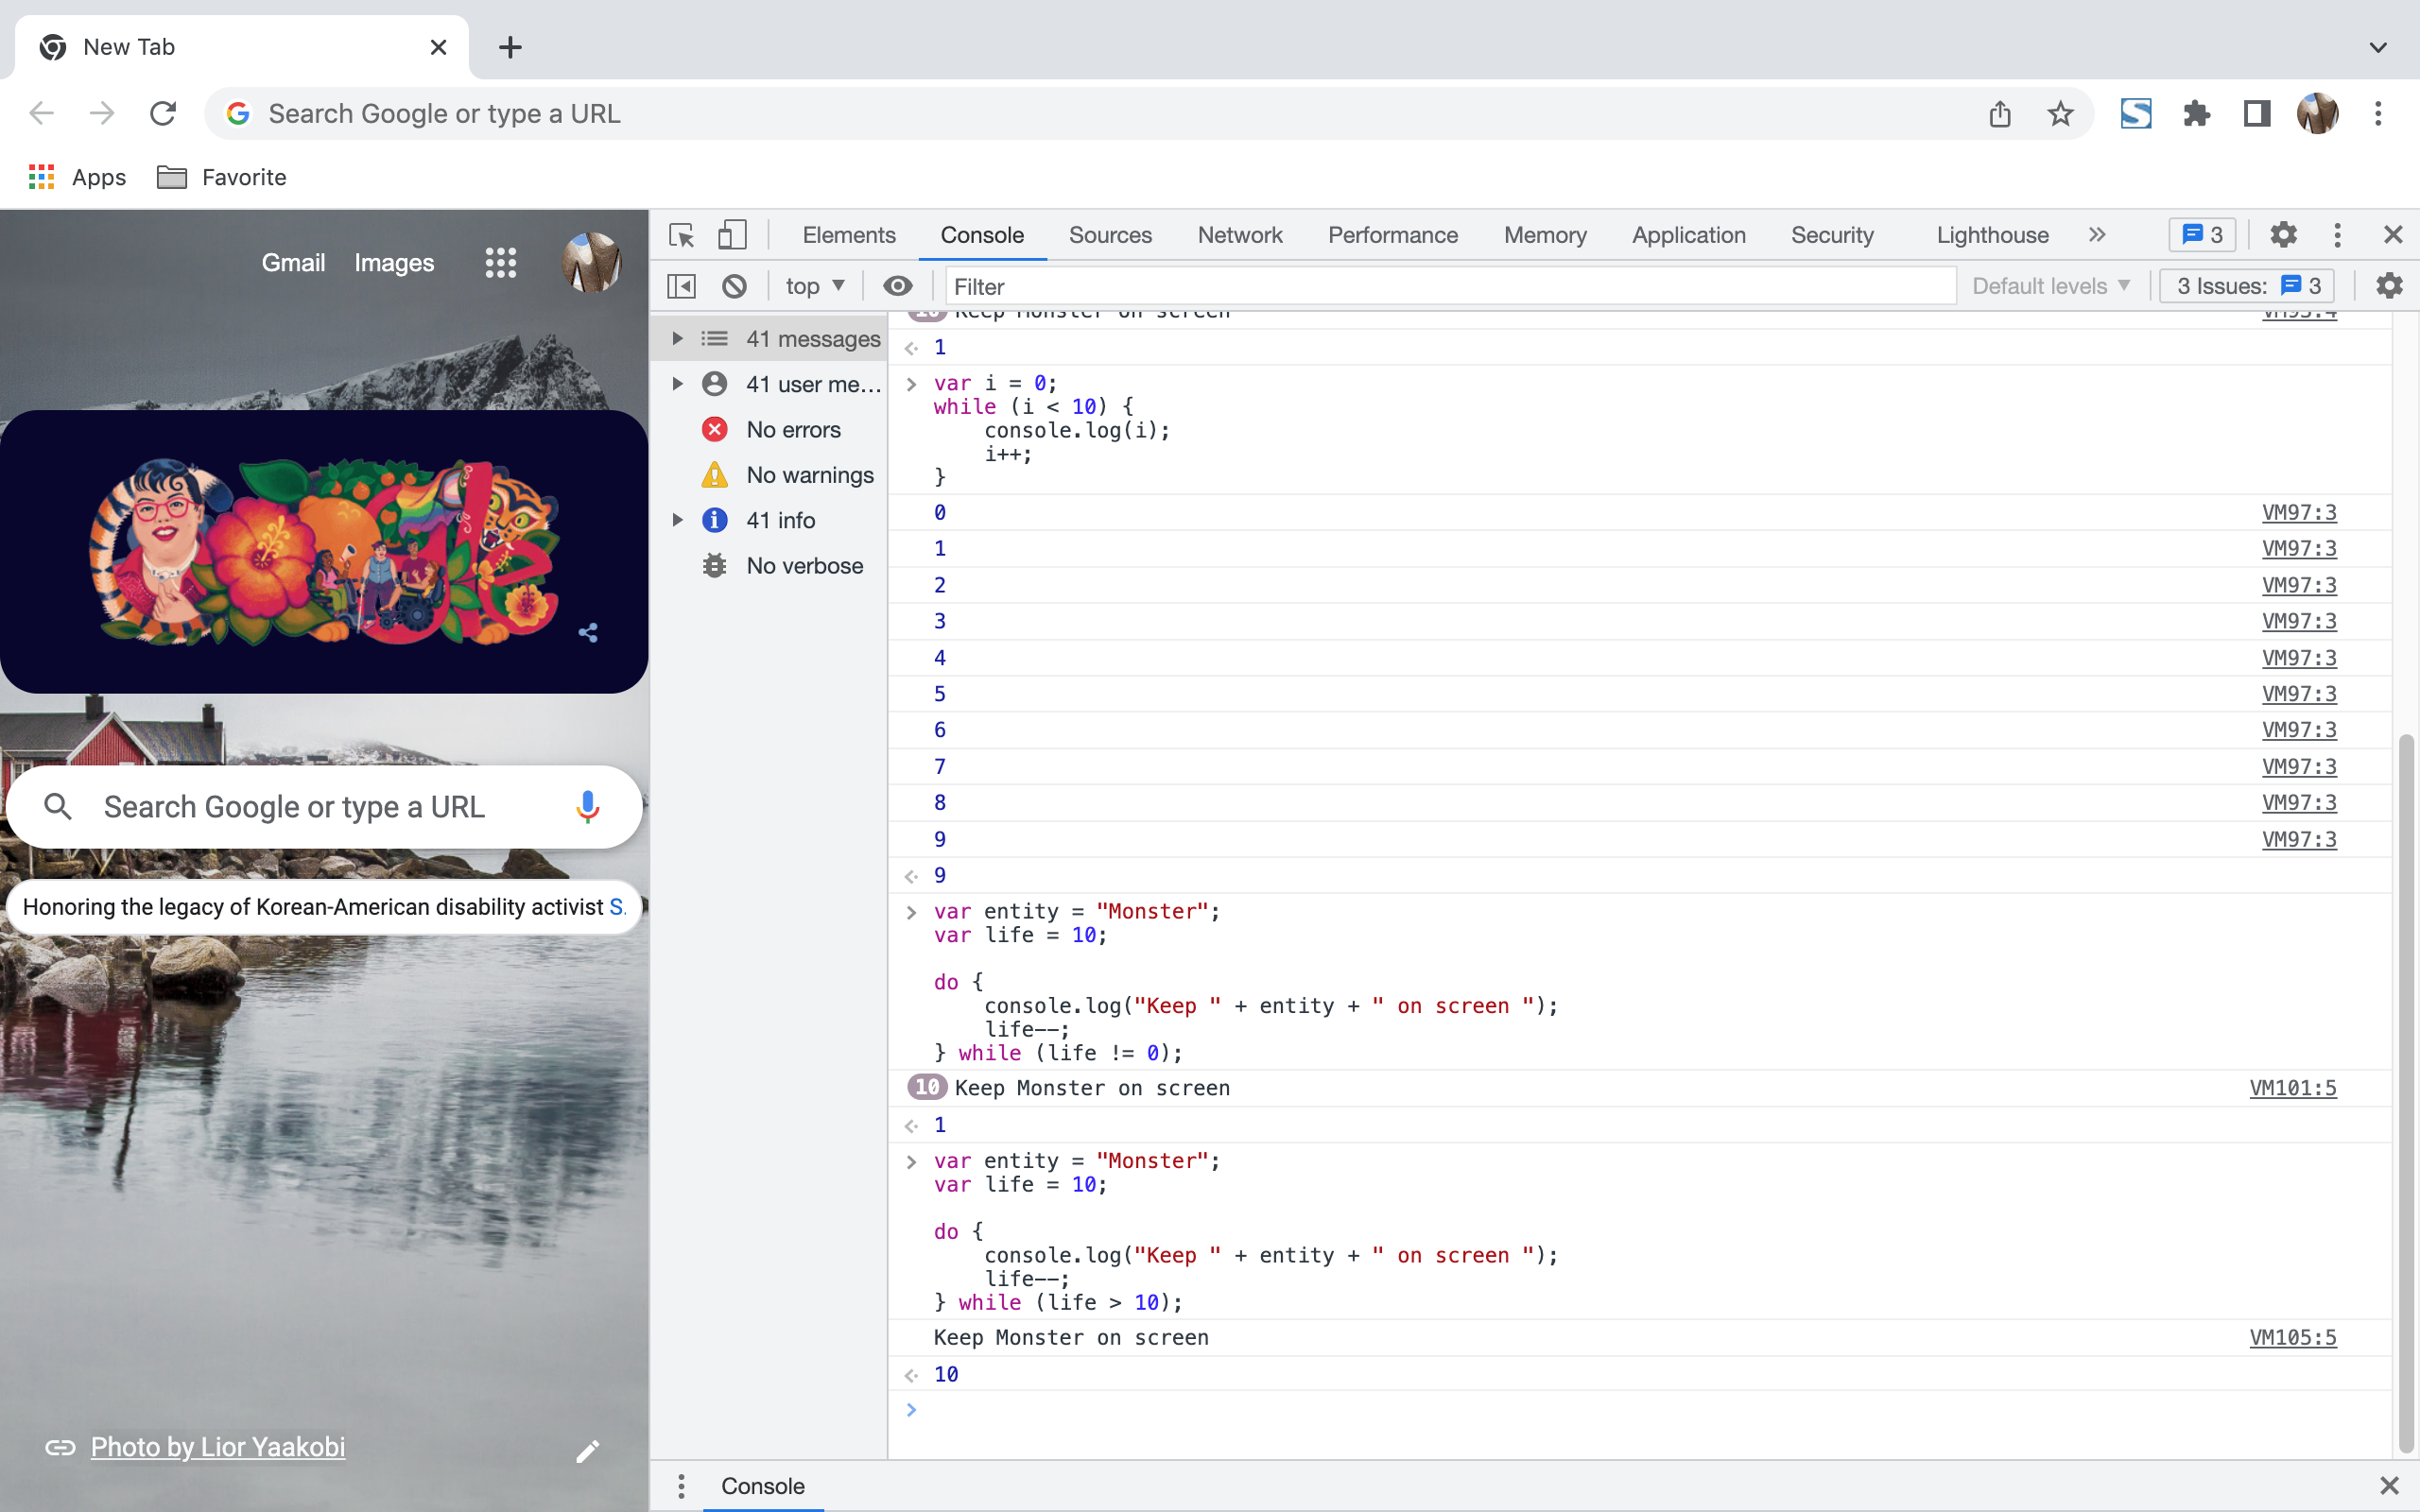 New Tab
Search Google or type a URL
Apps
Favorite
Gmail
Images
Search Google or type a URL
Honoring the legacy of Korean-American disability activist S.
Photo by Lior Yaakobi
Elements
Console
Sources
Network
Performance
Memory
Application
Security
Lighthouse
3
top
Filter
Default levels
3 Issues:
3
41 messages
41 user me…
No errors
No warnings
41 info
No verbose
10 Keep Monster on screen VM93:4
1
var i = 0;
while (i < 10) {
    console.log(i);
    i++;
}
0 VM97:3
1 VM97:3
2 VM97:3
3 VM97:3
4 VM97:3
5 VM97:3
6 VM97:3
7 VM97:3
8 VM97:3
9 VM97:3
9
var entity = "Monster";
var life = 10;
do {
    console.log("Keep " + entity + " on screen ");
    life--;
} while (life != 0);
10 Keep Monster on screen VM101:5
1
var entity = "Monster";
var life = 10;
do {
    console.log("Keep " + entity + " on screen ");
    life--;
} while (life > 10);
Keep Monster on screen VM105:5
10
Console